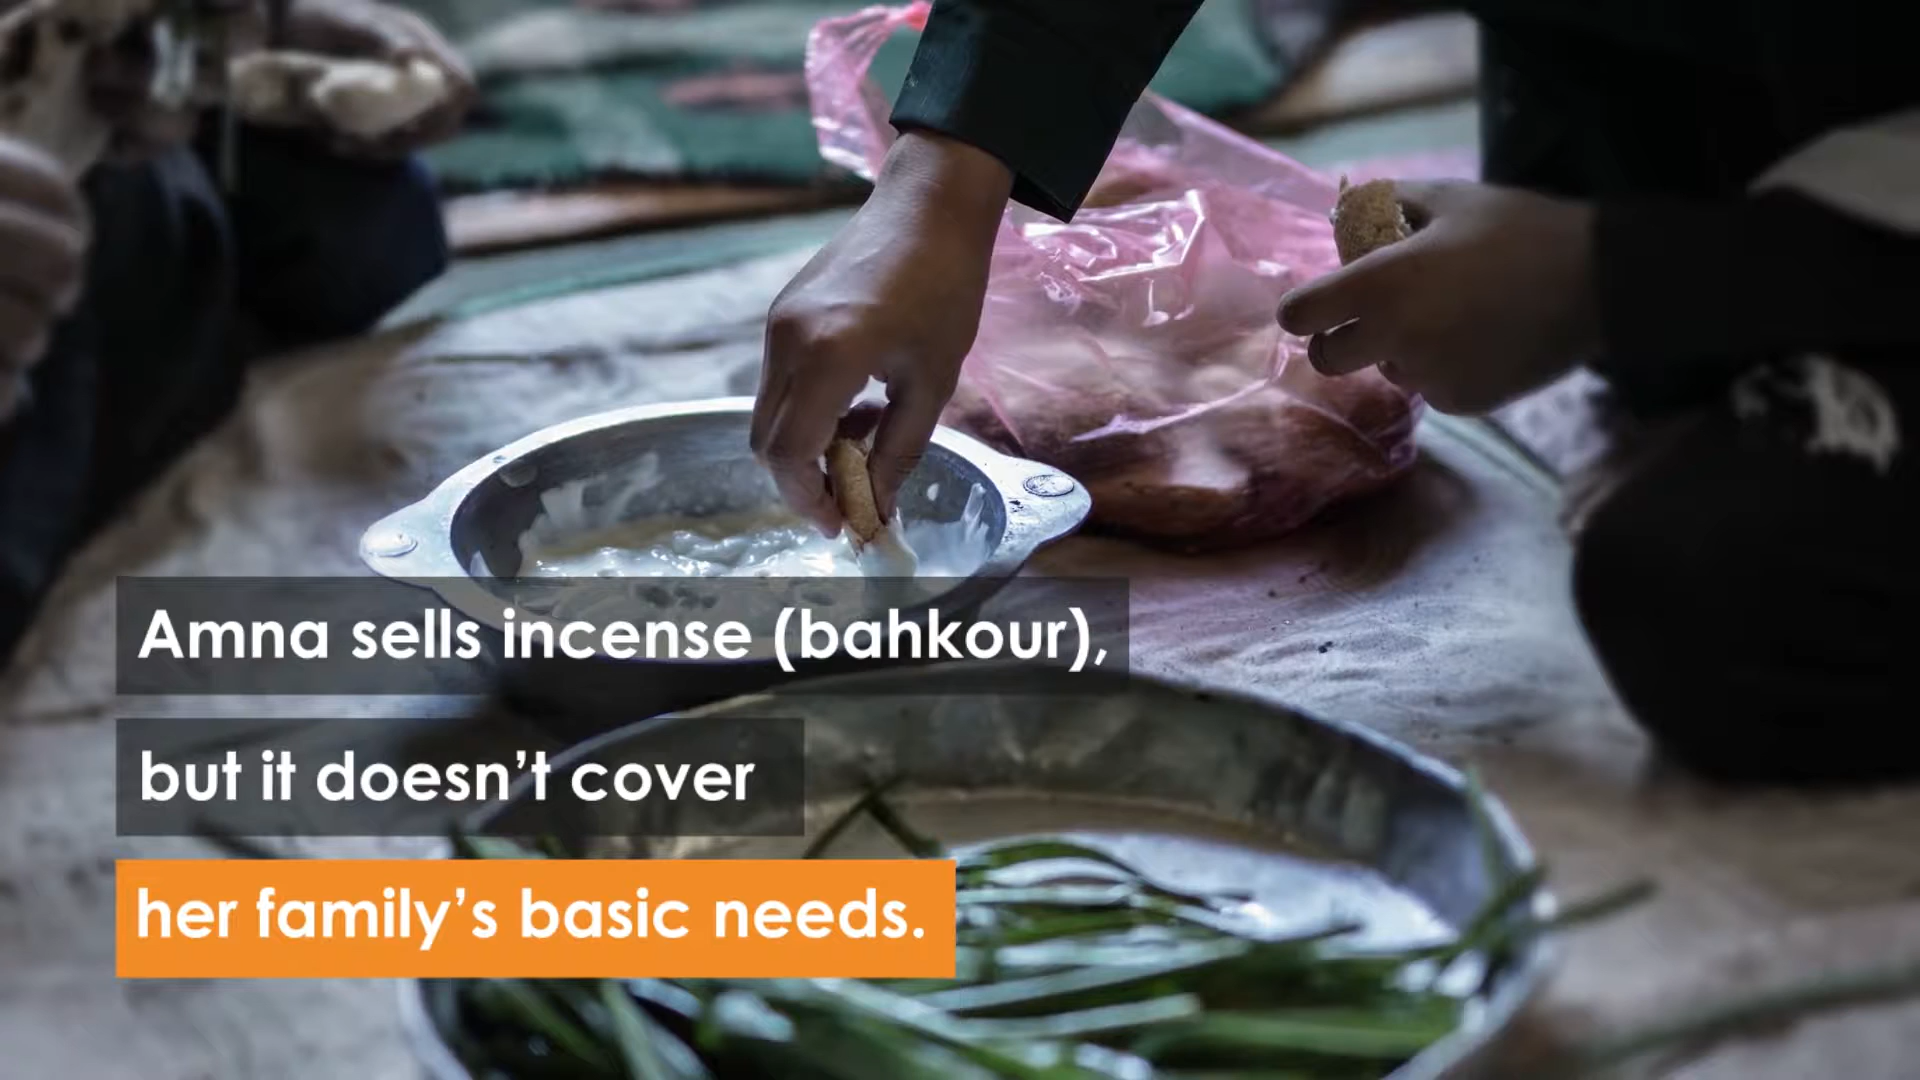 Amna sells incense (bahkour),
but it doesn’t cover
her family’s basic needs.